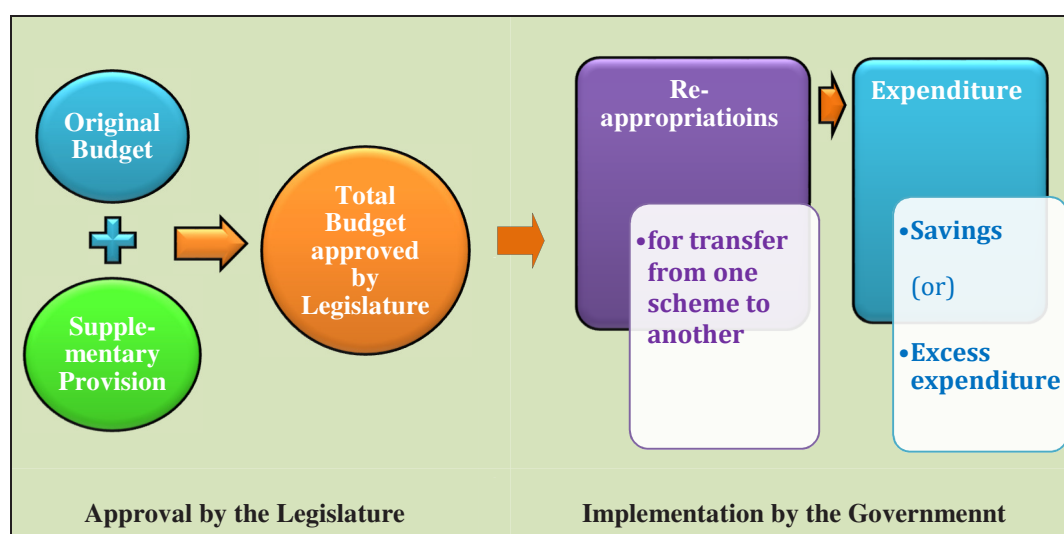 Original
Budget
Supple-
mentary
Provision
Total
Budget
approved
by
Legislature
Re-
appropriatioins
•for transfer
from one
scheme to
another
Expenditure
•Savings
(or)
•Excess
expenditure
Approval by the Legislature
Implementation by the Governmennt